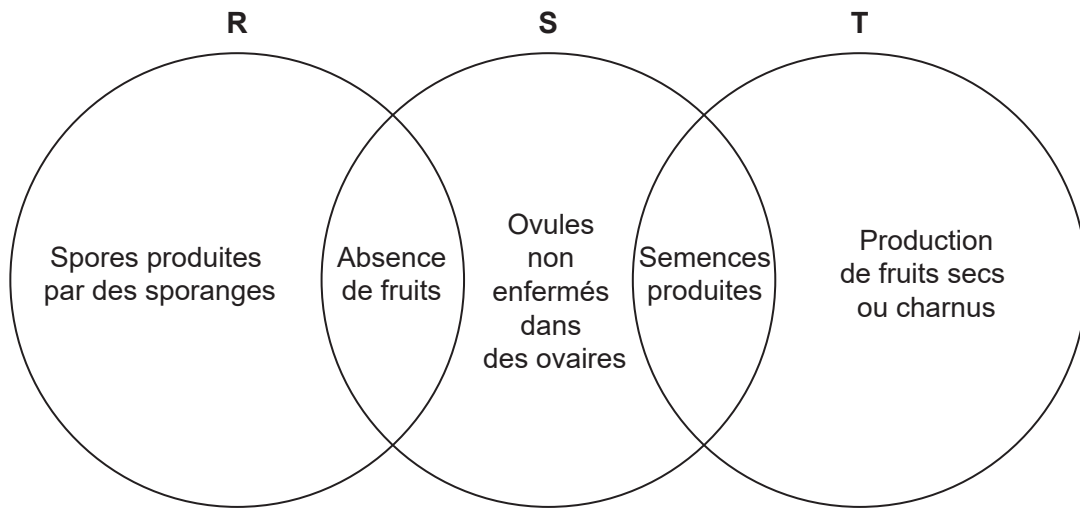 R
S
T
Spores produites
par des sporanges
Absence
de fruits
Ovules
non
enfermés
dans
des ovaires
Semences
produites
Production
de fruits secs
ou charnus